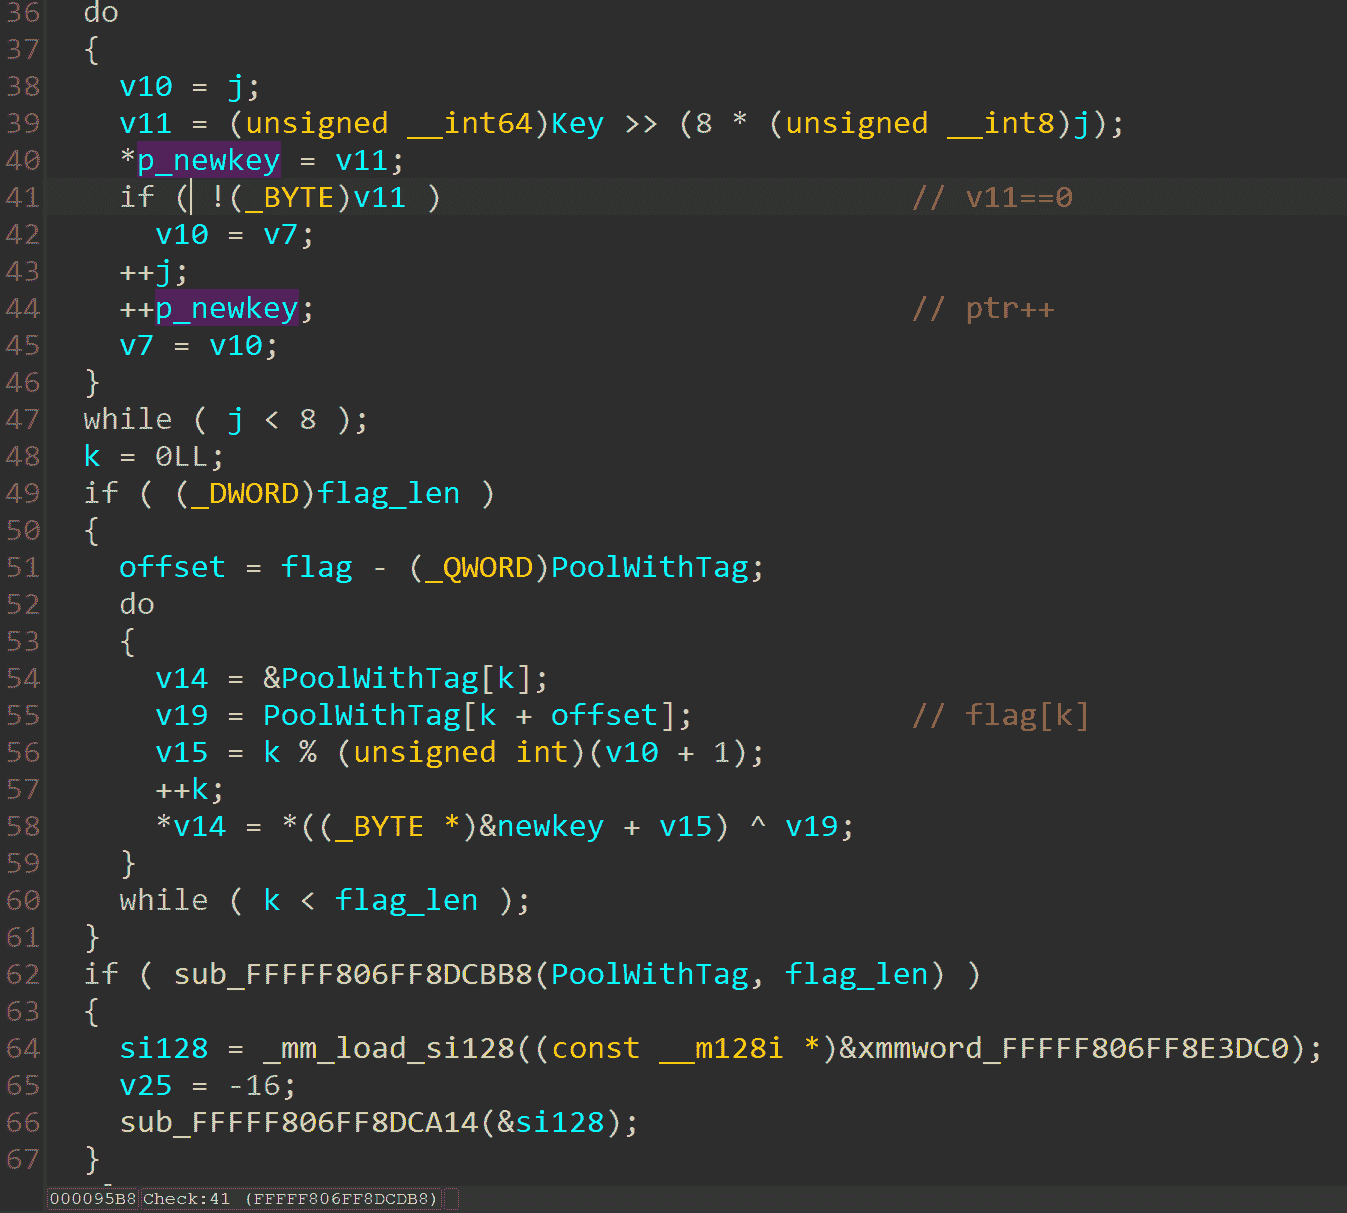 36 do
37 {
38 v10 = j;
39 v11 = (unsigned __int64)Key >> (8 * (unsigned __int8)j);
40 *p_newkey = v11;
41 if ( !(_BYTE)v11 ) // v11==0
42 v10 = v7;
43 ++j;
44 ++p_newkey; // ptr++
45 v7 = v10;
46 }
47 while ( j < 8 );
48 k = 0LL;
49 if ( (_DWORD)flag_len )
50 {
51 offset = flag - (_QWORD)PoolWithTag;
52 do
53 {
54 v14 = &PoolWithTag[k];
55 v19 = PoolWithTag[k + offset]; // flag[k]
56 v15 = k % (unsigned int)(v10 + 1);
57 ++k;
58 *v14 = *((_BYTE *)&newkey + v15) ^ v19;
59 }
60 while ( k < flag_len );
61 }
62 if ( sub_FFFFF806FF8DCBB8(PoolWithTag, flag_len) )
63 {
64 si128 = _mm_load_si128((const __m128i *)&xmmword_FFFFF806FF8E3DC0);
65 v25 = -16;
66 sub_FFFFF806FF8DCA14(&si128);
67 }
000095B8 Check:41 (FFFFF806FF8DCDB8)